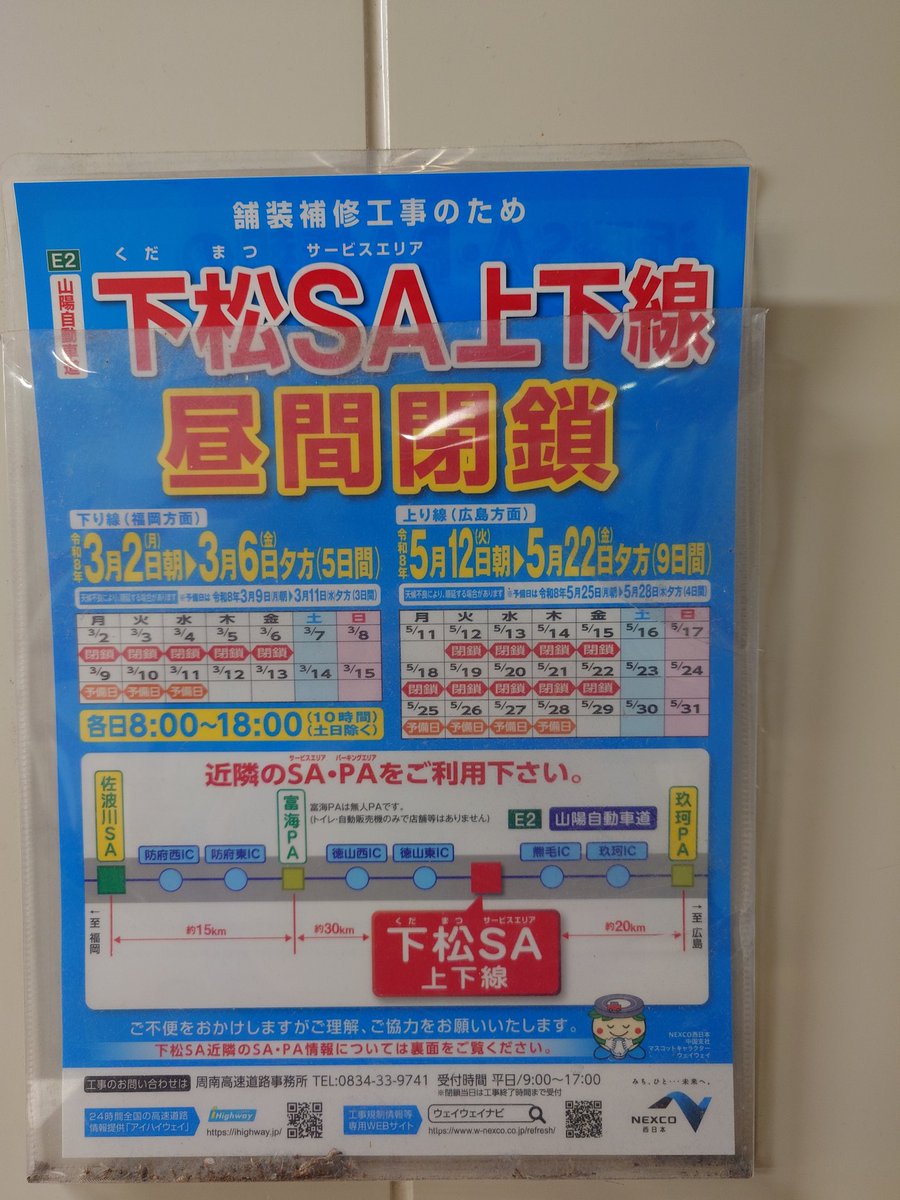 舗装補修工事のため
E2
山陽自動車道
くだ まつ サービスエリア
下松SA上下線
昼間閉鎖
下り線(福岡方面)
令和8年 3月2日(月)朝▶3月6日(金)夕方(5日間)
天候不良により、順延する場合があります ※予備日は 令和8年3月9日(月)朝▶3月11日(水)夕方(3日間)
月 火 水 木 金 土 日
3/2 3/3 3/4 3/5 3/6 3/7 3/8
閉鎖 閉鎖 閉鎖 閉鎖 閉鎖
3/9 3/10 3/11 3/12 3/13 3/14 3/15
予備日 予備日 予備日
各日8:00~18:00(10時間)(土日除く)
上り線(広島方面)
令和8年 5月12日(火)朝▶5月22日(金)夕方(9日間)
天候不良により、順延する場合があります ※予備日は 令和8年5月25日(月)朝▶5月28日(木)夕方(4日間)
月 火 水 木 金 土 日
5/11 5/12 5/13 5/14 5/15 5/16 5/17
閉鎖 閉鎖 閉鎖 閉鎖
5/18 5/19 5/20 5/21 5/22 5/23 5/24
閉鎖 閉鎖 閉鎖 閉鎖 閉鎖
5/25 5/26 5/27 5/28 5/29 5/30 5/31
予備日 予備日 予備日 予備日
サービスエリア パーキングエリア
近隣のSA・PAをご利用下さい。
佐波川SA
富海PA
富海PAは無人PAです。
(トイレ・自動販売機のみで店舗等はありません)
E2 山陽自動車道
玖珂PA
防府西IC 防府東IC 徳山西IC 徳山東IC 熊毛IC 玖珂IC
←至 福岡
約15km 約30km 約20km
→至 広島
くだ まつ サービスエリア
下松SA
上下線
ご不便をおかけしますがご理解、ご協力をお願いいたします。
下松SA近隣のSA・PA情報については裏面をご覧ください。
NEXCO西日本
中国支社
マスコットキャラクター
ウェイウェイ
工事のお問い合わせは 周南高速道路事務所 TEL:0834-33-9741 受付時間 平日/9:00~17:00
※閉鎖当日は工事終了時間まで受付
みち、ひと…未来へ。
24時間全国の高速道路
情報提供「アイハイウェイ」
iHighway
https://ihighway.jp/
工事規制情報等
専用WEBサイト
ウェイウェイナビ
https://www.w-nexco.co.jp/refresh/
NEXCO
西日本